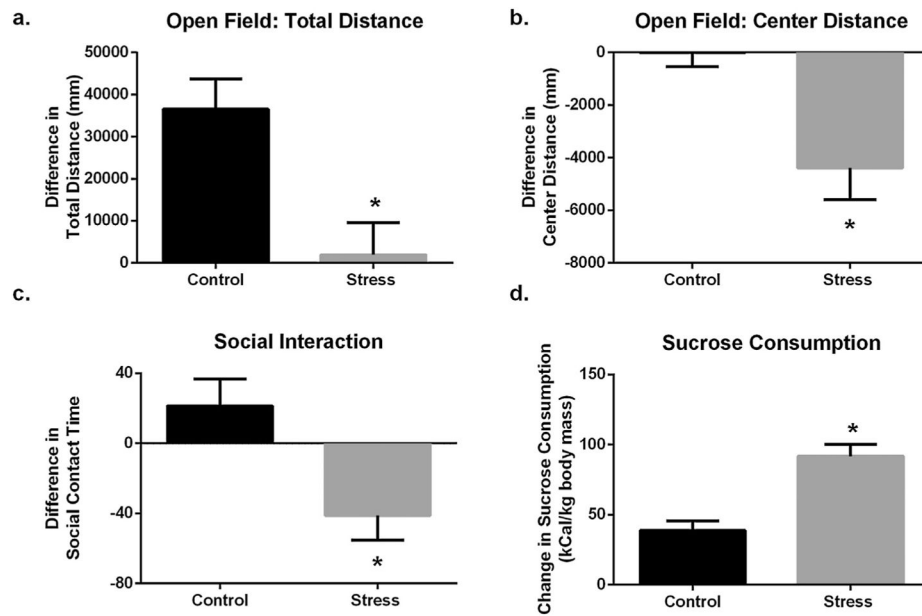 a.
Open Field: Total Distance
Difference in
Total Distance (mm)
50000
40000
30000
20000
10000
0
*
Control
Stress
b.
Open Field: Center Distance
Difference in
Center Distance (mm)
0
-2000
-4000
-6000
-8000
*
Control
Stress
c.
Social Interaction
Difference in
Social Contact Time
40
0
-40
-80
*
Control
Stress
d.
Sucrose Consumption
Change in Sucrose Consumption
(kCal/kg body mass)
150
100
50
0
*
Control
Stress